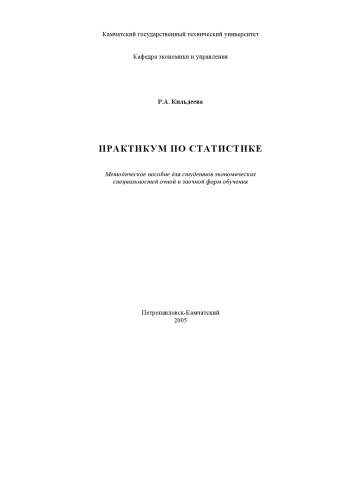 Камчатский государственный технический университет
Кафедра экономики и управления
Р.А. Кильдеева
ПРАКТИКУМ ПО СТАТИСТИКЕ
Методическое пособие для студентов экономических
специальностей очной и заочной форм обучения
Петропавловск-Камчатский
2005